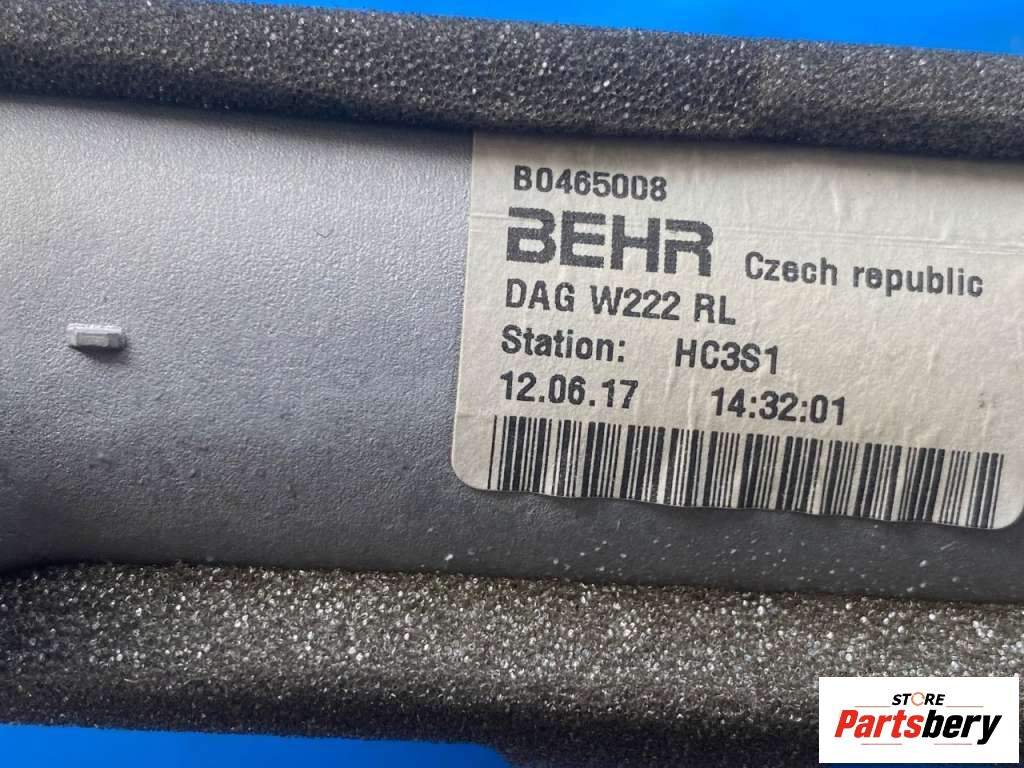 B0465008
BEHR Czech republic
DAG W222 RL
Station: HC3S1
12.06.17 14:32:01
STORE
Partsbery